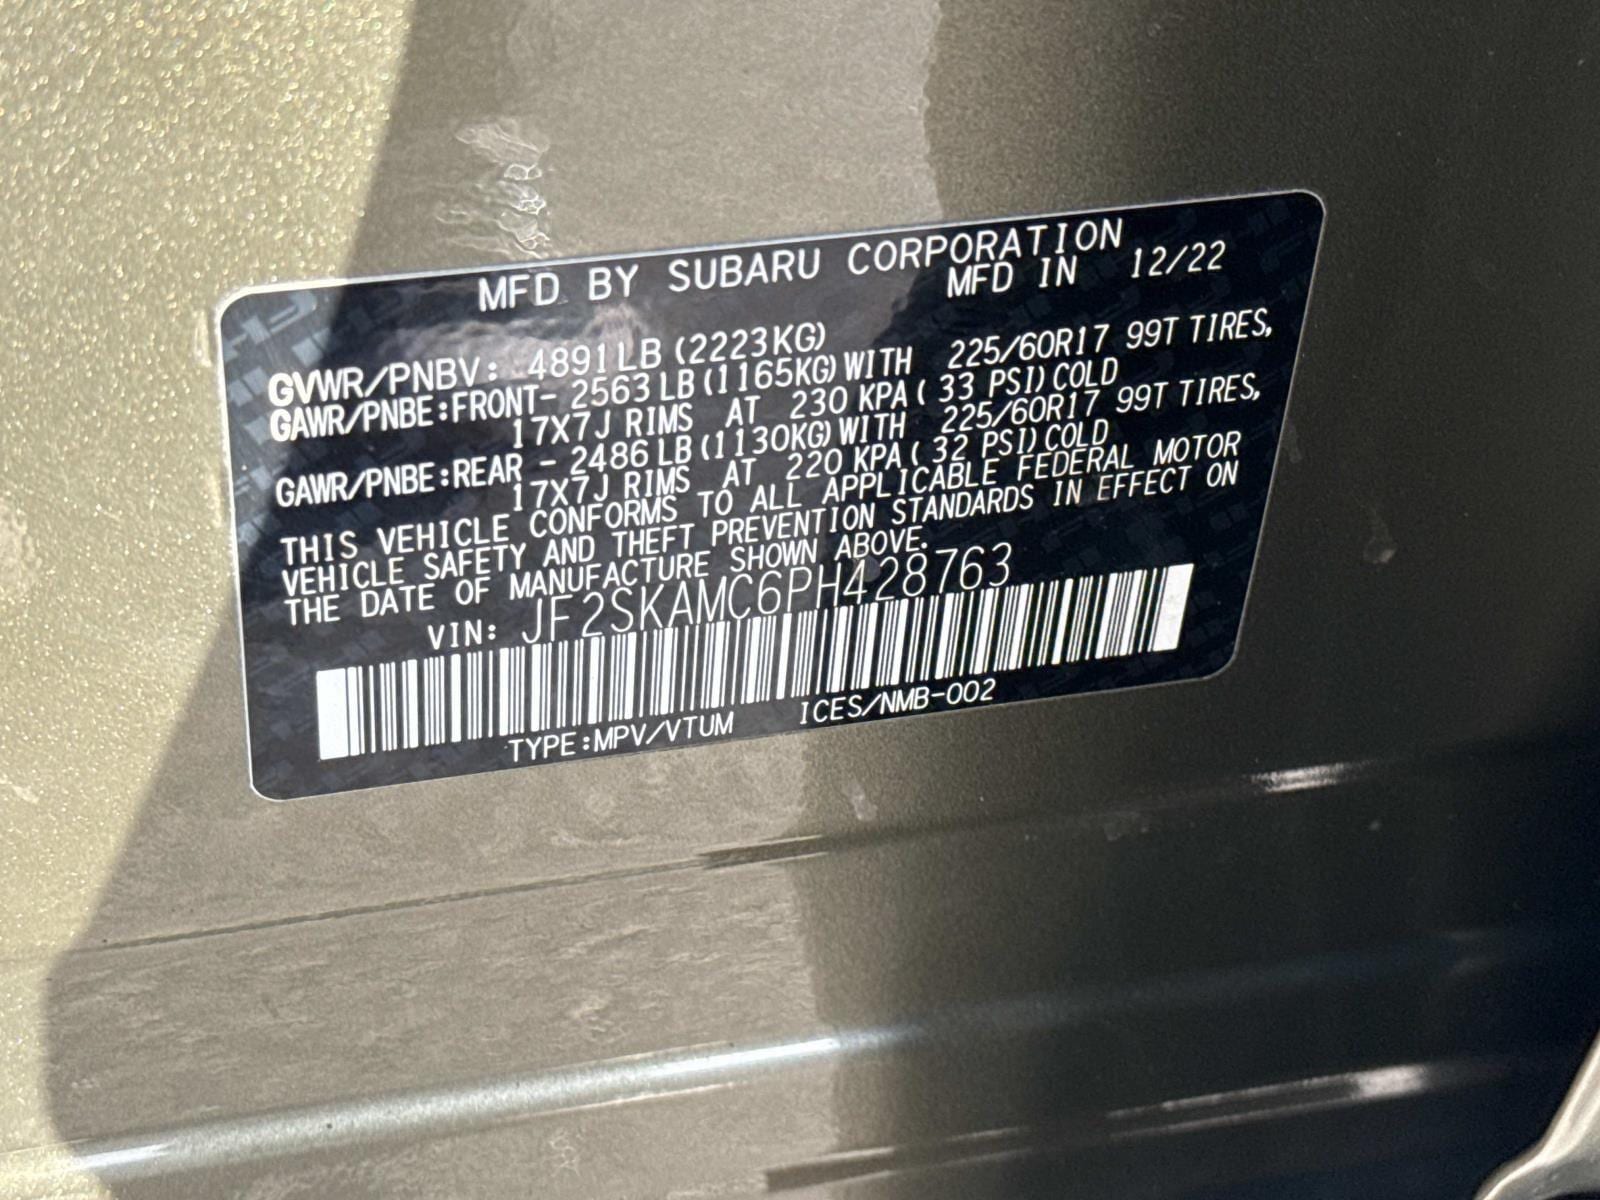 MFD BY SUBARU CORPORATION
MFD IN 12/22
GVWR/PNBV: 4891LB (2223KG)
GAWR/PNBE:FRONT- 2563LB(1165KG)WITH 225/60R17 99T TIRES,
17X7J RIMS AT 230 KPA( 33 PSI)COLD
GAWR/PNBE:REAR - 2486LB(1130KG)WITH 225/60R17 99T TIRES,
17X7J RIMS AT 220 KPA( 32 PSI)COLD
THIS VEHICLE CONFORMS TO ALL APPLICABLE FEDERAL MOTOR
VEHICLE SAFETY AND THEFT PREVENTION STANDARDS IN EFFECT ON
THE DATE OF MANUFACTURE SHOWN ABOVE.
VIN: JF2SKAMC6PH428763
TYPE:MPV/VTUM ICES/NMB-002